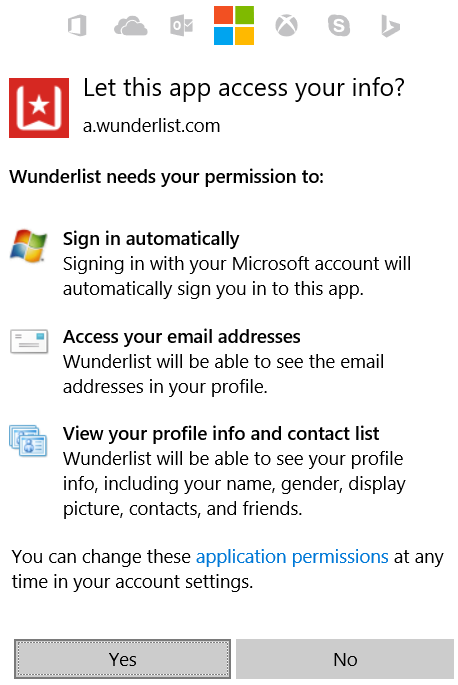 Let this app access your info?
a.wunderlist.com
Wunderlist needs your permission to:
Sign in automatically
Signing in with your Microsoft account will
automatically sign you in to this app.
Access your email addresses
Wunderlist will be able to see the email
addresses in your profile.
View your profile info and contact list
Wunderlist will be able to see your profile
info, including your name, gender, display
picture, contacts, and friends.
You can change these application permissions at any
time in your account settings.
Yes
No